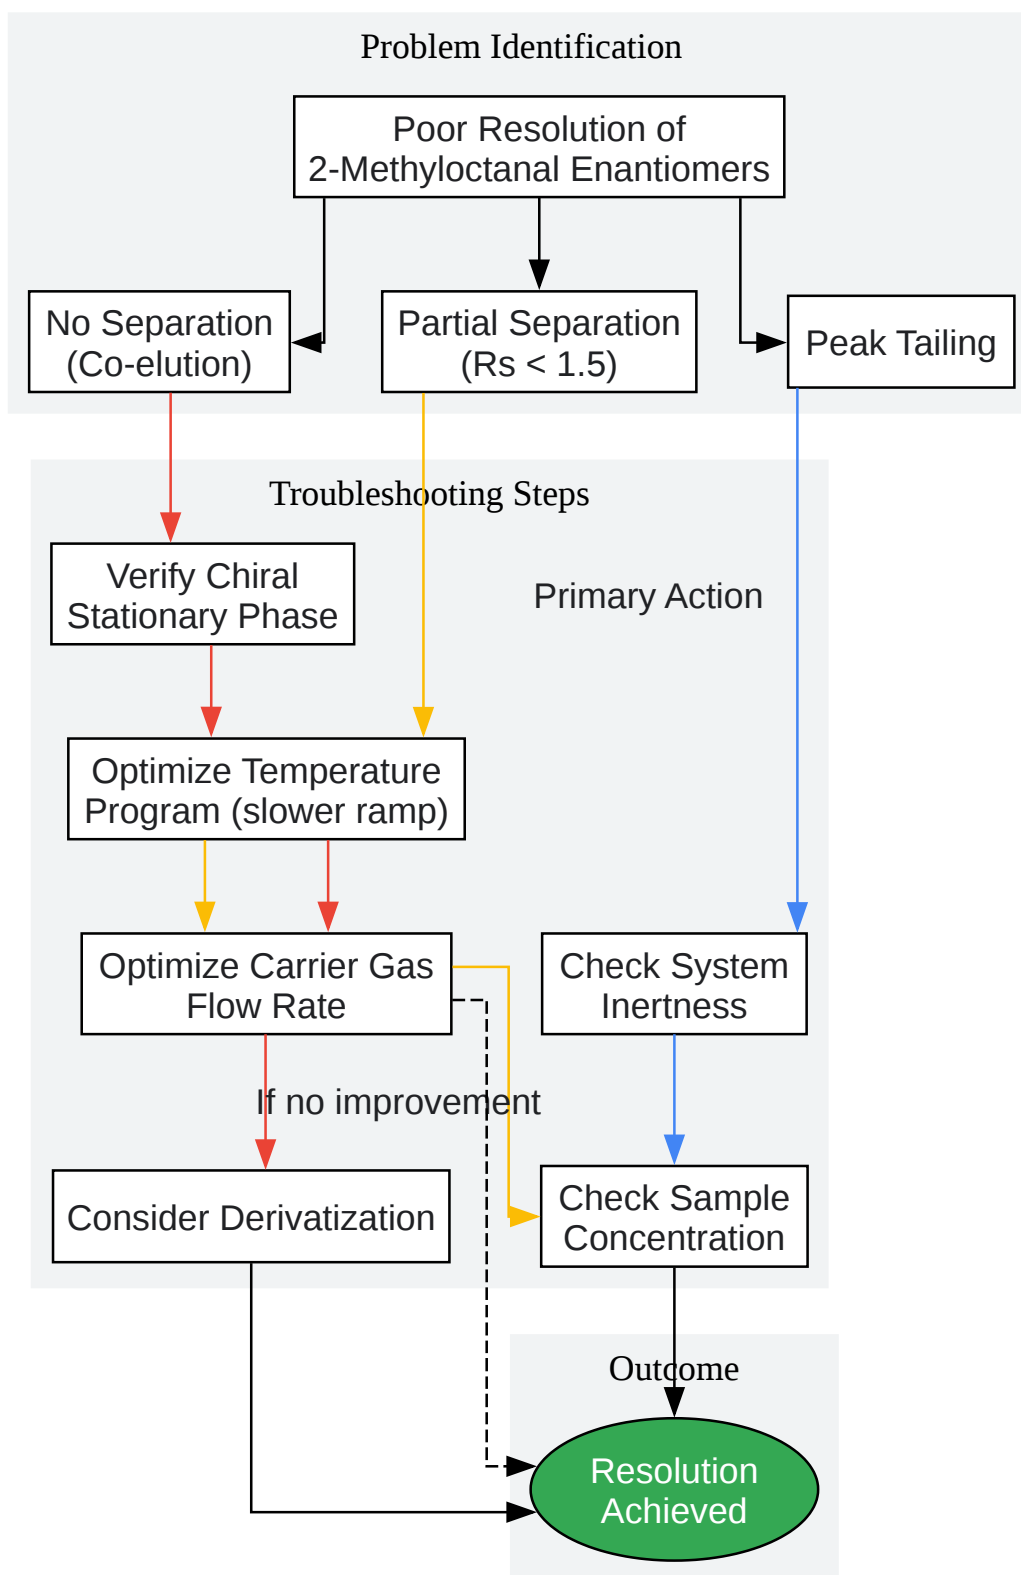 Problem Identification
Poor Resolution of
2-Methyloctanal Enantiomers
No Separation
(Co-elution)
Partial Separation
(Rs < 1.5)
Peak Tailing
Troubleshooting Steps
Verify Chiral
Stationary Phase
Primary Action
Optimize Temperature
Program (slower ramp)
Optimize Carrier Gas
Flow Rate
Check System
Inertness
If no improvement
Consider Derivatization
Check Sample
Concentration
Outcome
Resolution
Achieved